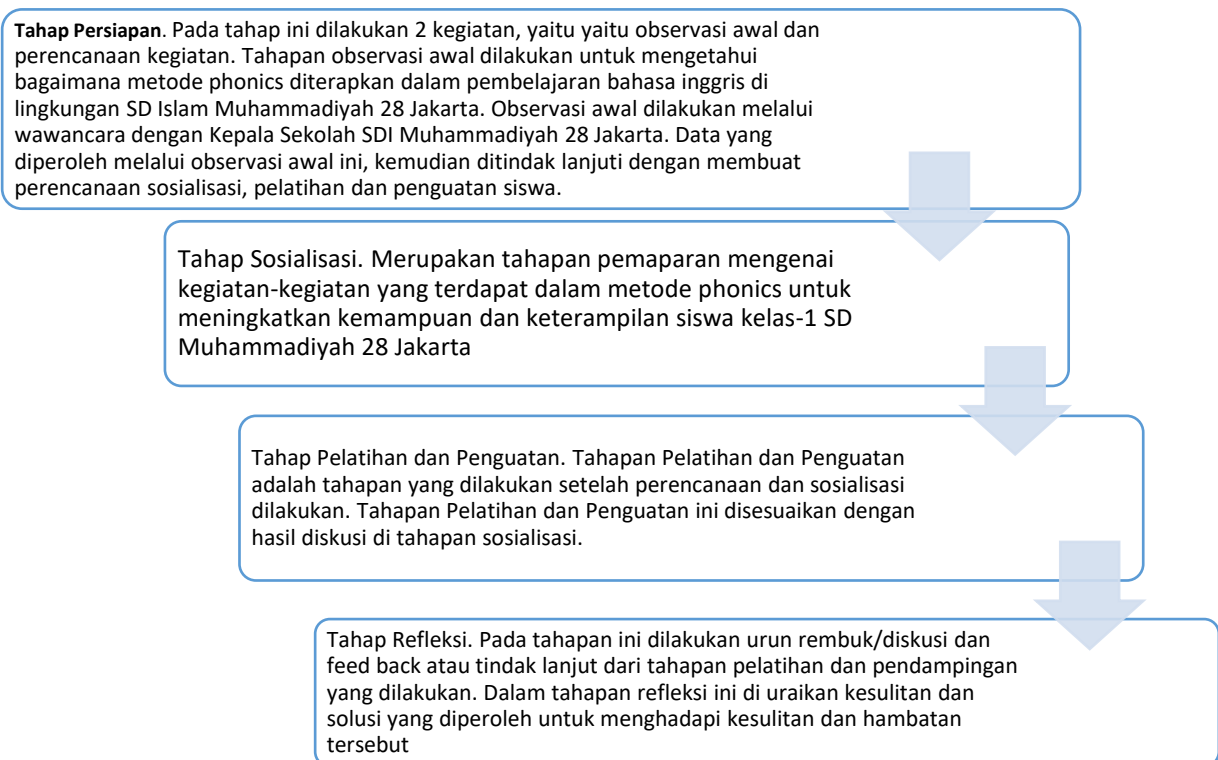 Tahap Persiapan. Pada tahap ini dilakukan 2 kegiatan, yaitu yaitu observasi awal dan
perencanaan kegiatan. Tahapan observasi awal dilakukan untuk mengetahui
bagaimana metode phonics diterapkan dalam pembelajaran bahasa inggris di
lingkungan SD Islam Muhammadiyah 28 Jakarta. Observasi awal dilakukan melalui
wawancara dengan Kepala Sekolah SDI Muhammadiyah 28 Jakarta. Data yang
diperoleh melalui observasi awal ini, kemudian ditindak lanjuti dengan membuat
perencanaan sosialisasi, pelatihan dan penguatan siswa.
Tahap Sosialisasi. Merupakan tahapan pemaparan mengenai
kegiatan-kegiatan yang terdapat dalam metode phonics untuk
meningkatkan kemampuan dan keterampilan siswa kelas-1 SD
Muhammadiyah 28 Jakarta
Tahap Pelatihan dan Penguatan. Tahapan Pelatihan dan Penguatan
adalah tahapan yang dilakukan setelah perencanaan dan sosialisasi
dilakukan. Tahapan Pelatihan dan Penguatan ini disesuaikan dengan
hasil diskusi di tahapan sosialisasi.
Tahap Refleksi. Pada tahapan ini dilakukan urun rembuk/diskusi dan
feed back atau tindak lanjut dari tahapan pelatihan dan pendampingan
yang dilakukan. Dalam tahapan refleksi ini di uraikan kesulitan dan
solusi yang diperoleh untuk menghadapi kesulitan dan hambatan
tersebut